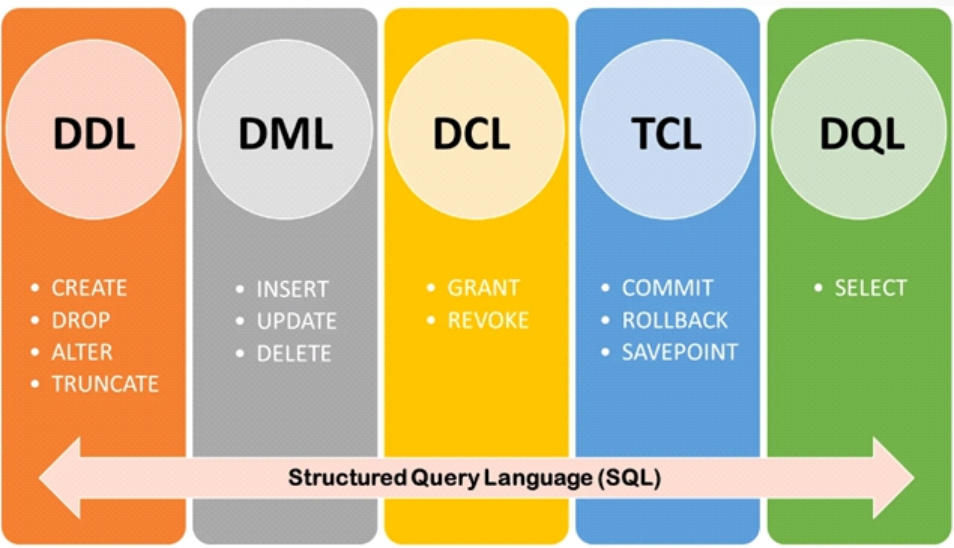 DDL
• CREATE
• DROP
• ALTER
• TRUNCATE
DML
• INSERT
• UPDATE
• DELETE
DCL
• GRANT
• REVOKE
TCL
• COMMIT
• ROLLBACK
• SAVEPOINT
DQL
• SELECT
Structured Query Language (SQL)